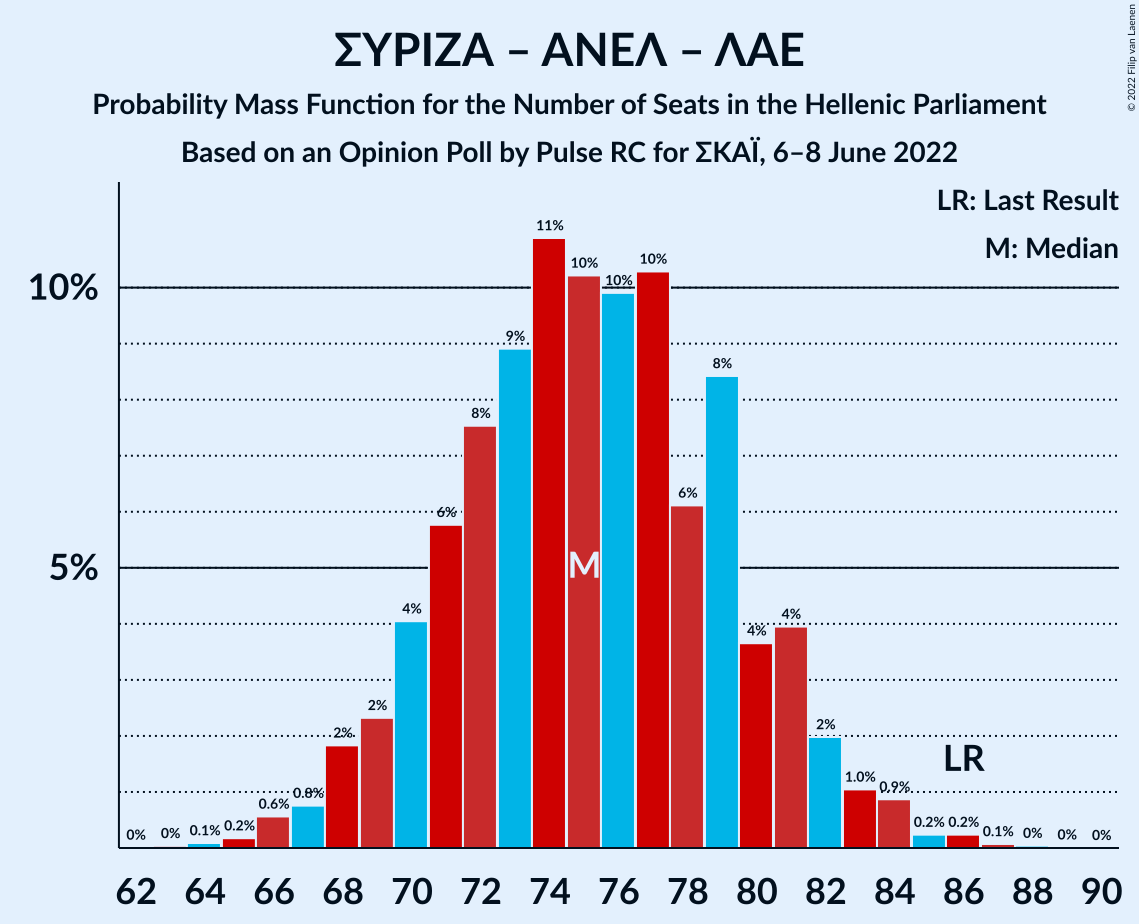 ΣΥΡΙΖΑ – ΑΝΕΛ – ΛΑΕ
Probability Mass Function for the Number of Seats in the Hellenic Parliament
Based on an Opinion Poll by Pulse RC for ΣΚΑΪ, 6–8 June 2022
© 2022 Filip van Laenen
LR: Last Result
M: Median
10%
5%
0% 0% 0.1% 0.2% 0.6% 0.8% 2% 2% 4% 6% 8% 9% 11% 10% 10% 10% 6% 8% 4% 4% 2% 1.0% 0.9% 0.2% 0.2% 0.1% 0% 0% 0%
M
LR
62 64 66 68 70 72 74 76 78 80 82 84 86 88 90